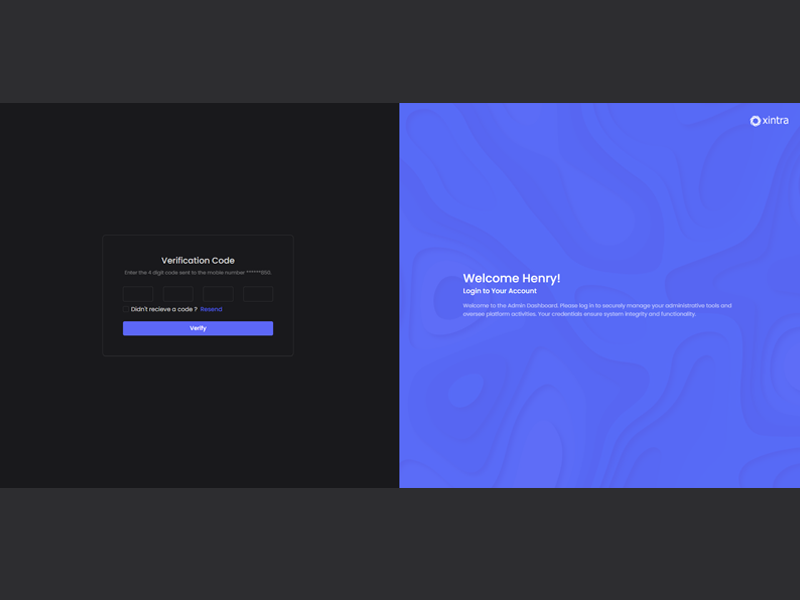 Verification Code
Enter the 4 digit code sent to the moble number ******850.
Didn't recieve a code ? Resend
Verify
xintra
Welcome Henry!
Login to Your Account
Welcome to the Admin Dashboard. Please log in to securely manage your administrative tools and
oversee platform activities. Your credentials ensure system integrity and functionality.